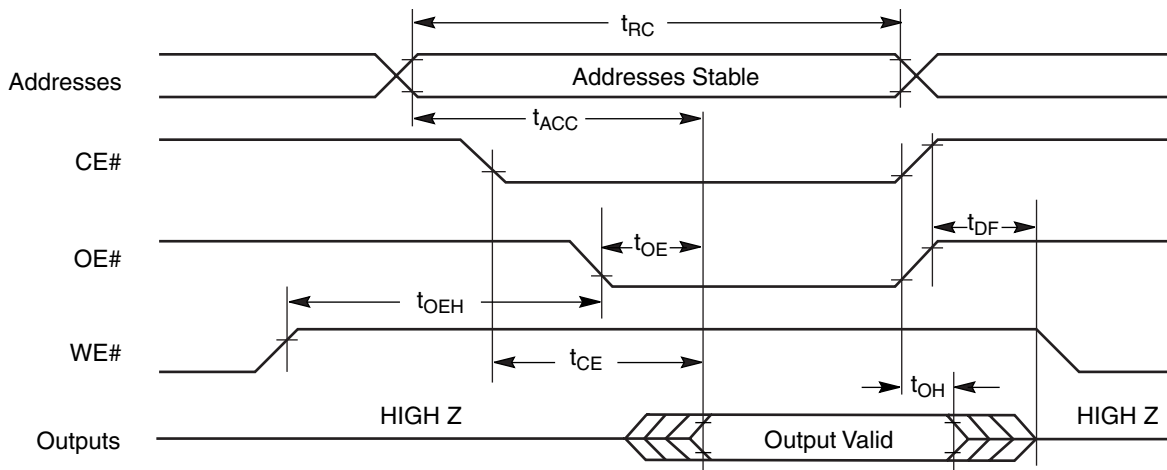 tRC
Addresses
Addresses Stable
tACC
CE#
tDF
OE#
tOE
tOEH
WE#
tCE
tOH
HIGH Z
HIGH Z
Outputs
Output Valid